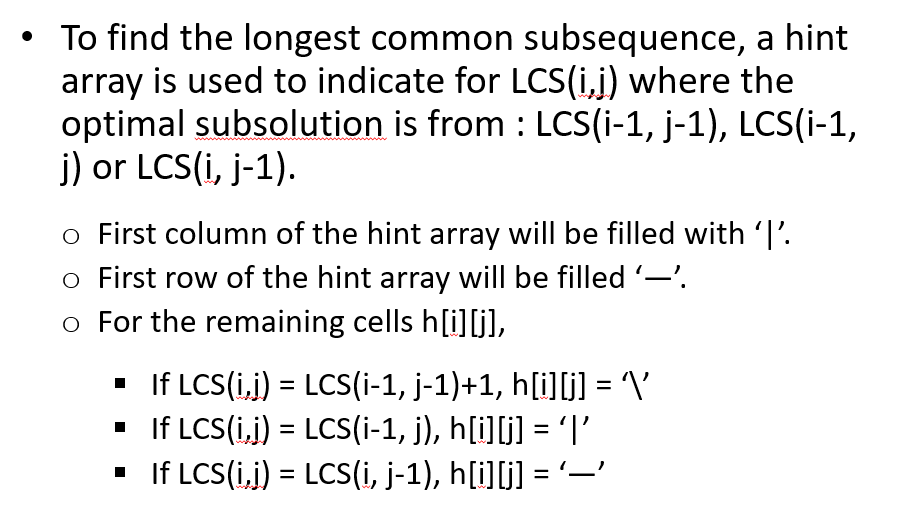 • To find the longest common subsequence, a hint
array is used to indicate for LCS(i,j) where the
optimal subsolution is from : LCS(i-1, j-1), LCS(i-1,
j) or LCS(i, j-1).
o First column of the hint array will be filled with ‘|’.
o First row of the hint array will be filled ‘—’.
o For the remaining cells h[i][j],
▪ If LCS(i,j) = LCS(i-1, j-1)+1, h[i][j] = ‘\’
▪ If LCS(i,j) = LCS(i-1, j), h[i][j] = ‘|’
▪ If LCS(i,j) = LCS(i, j-1), h[i][j] = ‘—’